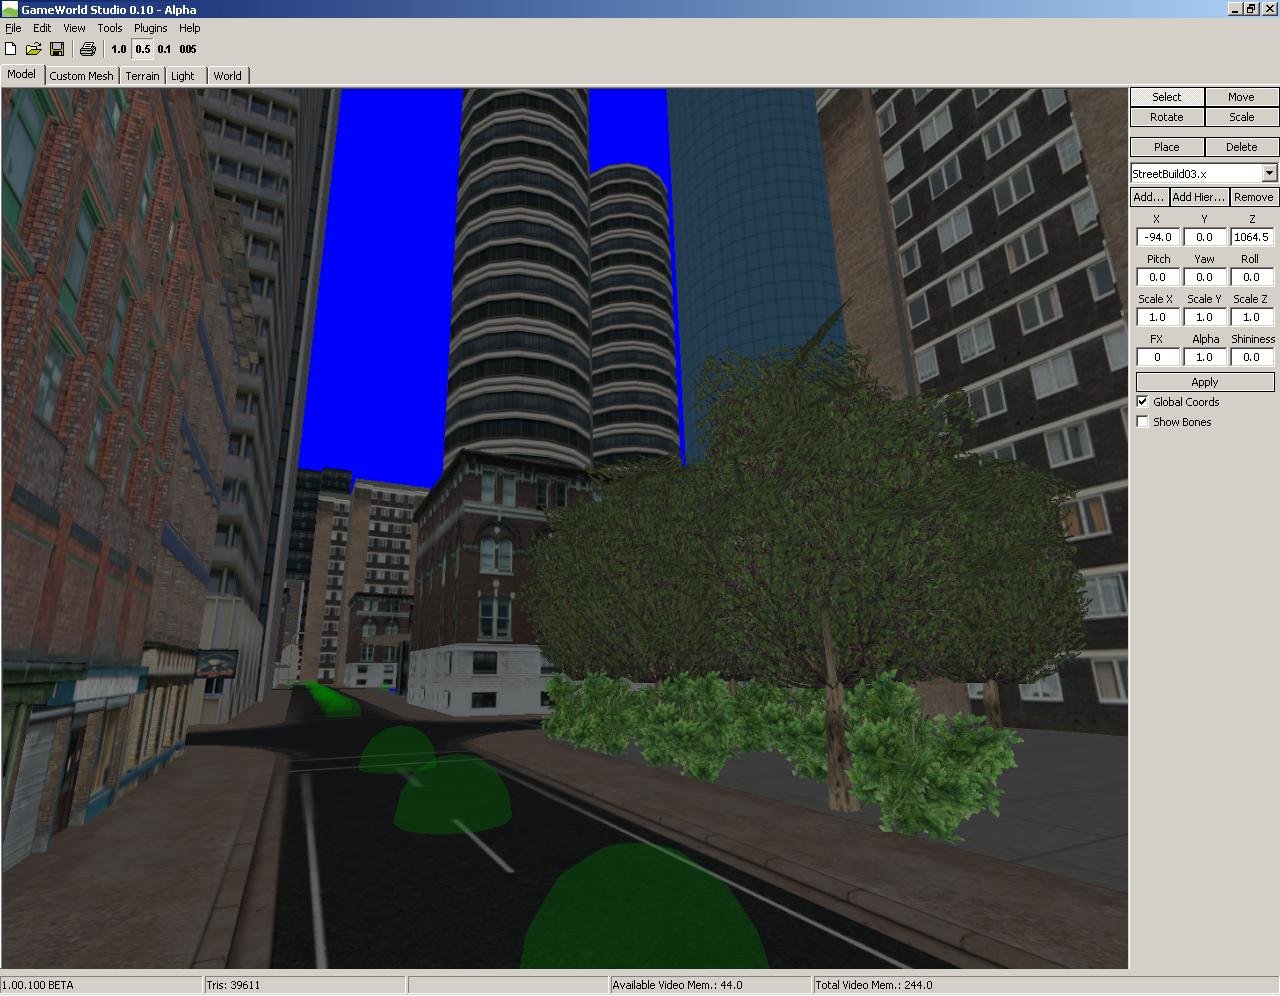 GameWorld Studio 0.10 - Alpha
File Edit View Tools Plugins Help
1.0 0.5 0.1 0.05
Model Custom Mesh Terrain Light World
Select Move
Rotate Scale
Place Delete
StreetBuild03.x
Add... Add Hier... Remove
X Y Z
-94.0 0.0 1064.5
Pitch Yaw Roll
0.0 0.0 0.0
Scale X Scale Y Scale Z
1.0 1.0 1.0
FX Alpha Shininess
0 1.0 0.0
Apply
Global Coords
Show Bones
1.00.100 BETA Tris: 39611 Available Video Mem.: 44.0 Total Video Mem.: 244.0